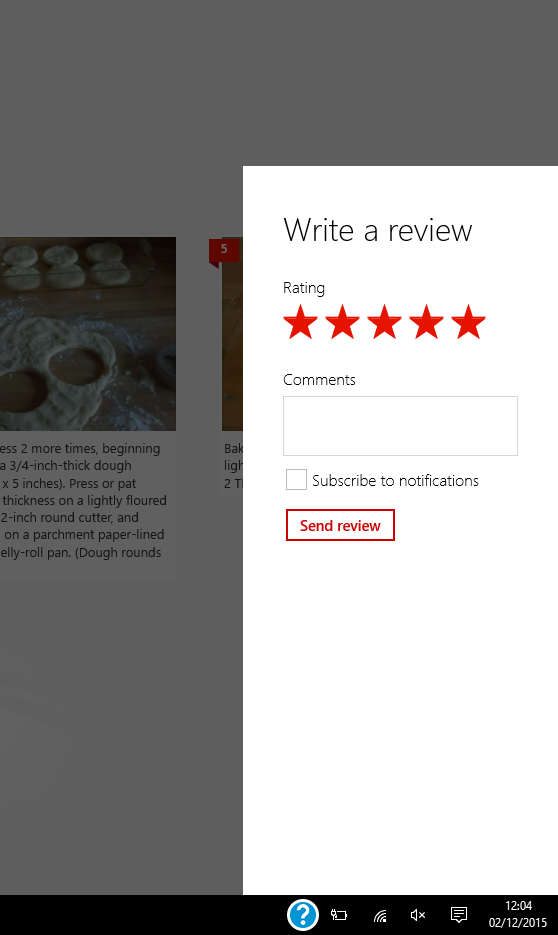 Write a review
Rating
Comments
Subscribe to notifications
Send review
5
ess 2 more times, beginning
a 3/4-inch-thick dough
x 5 inches). Press or pat
thickness on a lightly floured
2-inch round cutter, and
on a parchment paper-lined
elly-roll pan. (Dough rounds
Bak
ligh
2 T
?
12:04
02/12/2015